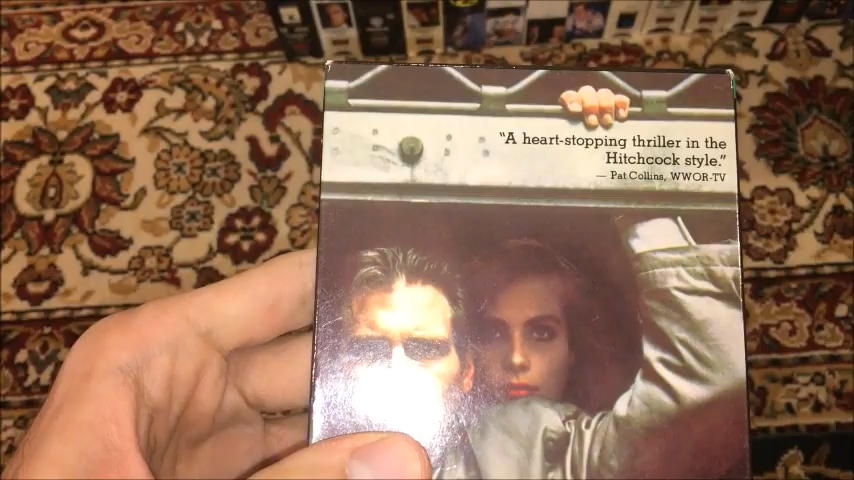 "A heart-stopping thriller in the
Hitchcock style."
— Pat Collins, WWOR-TV